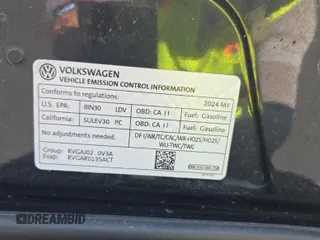 VOLKSWAGEN
VEHICLE EMISSION CONTROL INFORMATION
Conforms to regulations: 2024 MY
U.S. EPA: BIN30 LDV OBD: CA II Fuel: Gasoline
California: SULEV30 PC OBD: CA II Fuel: Gasoline
No adjustments needed. DFI/AIR/TC/CAC/WR-HO2S/HO2S/
WU-TWC/TWC
Group: RVGAJ02.0V3A
Evap: RVGAR0135ACT
DREAMBID